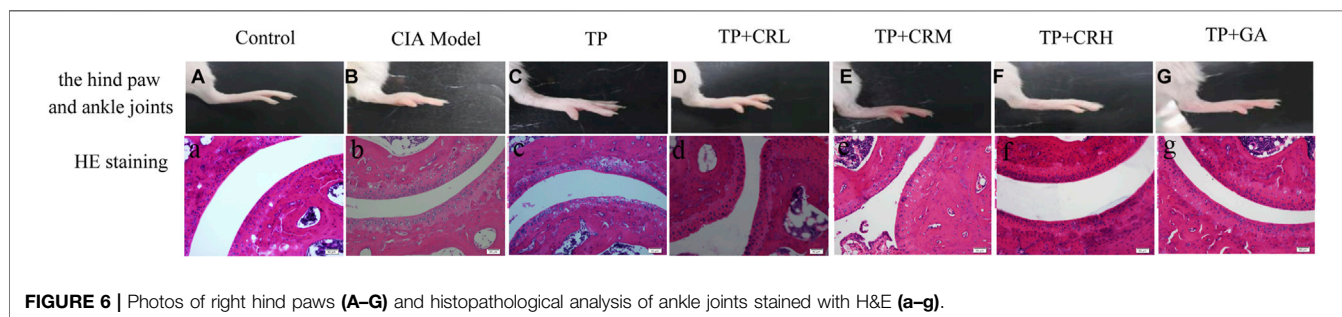 Control CIA Model TP TP+CRL TP+CRM TP+CRH TP+GA
the hind paw
and ankle joints
A B C D E F G
HE staining
a b c d e f g
FIGURE 6 | Photos of right hind paws (A–G) and histopathological analysis of ankle joints stained with H&E (a–g).